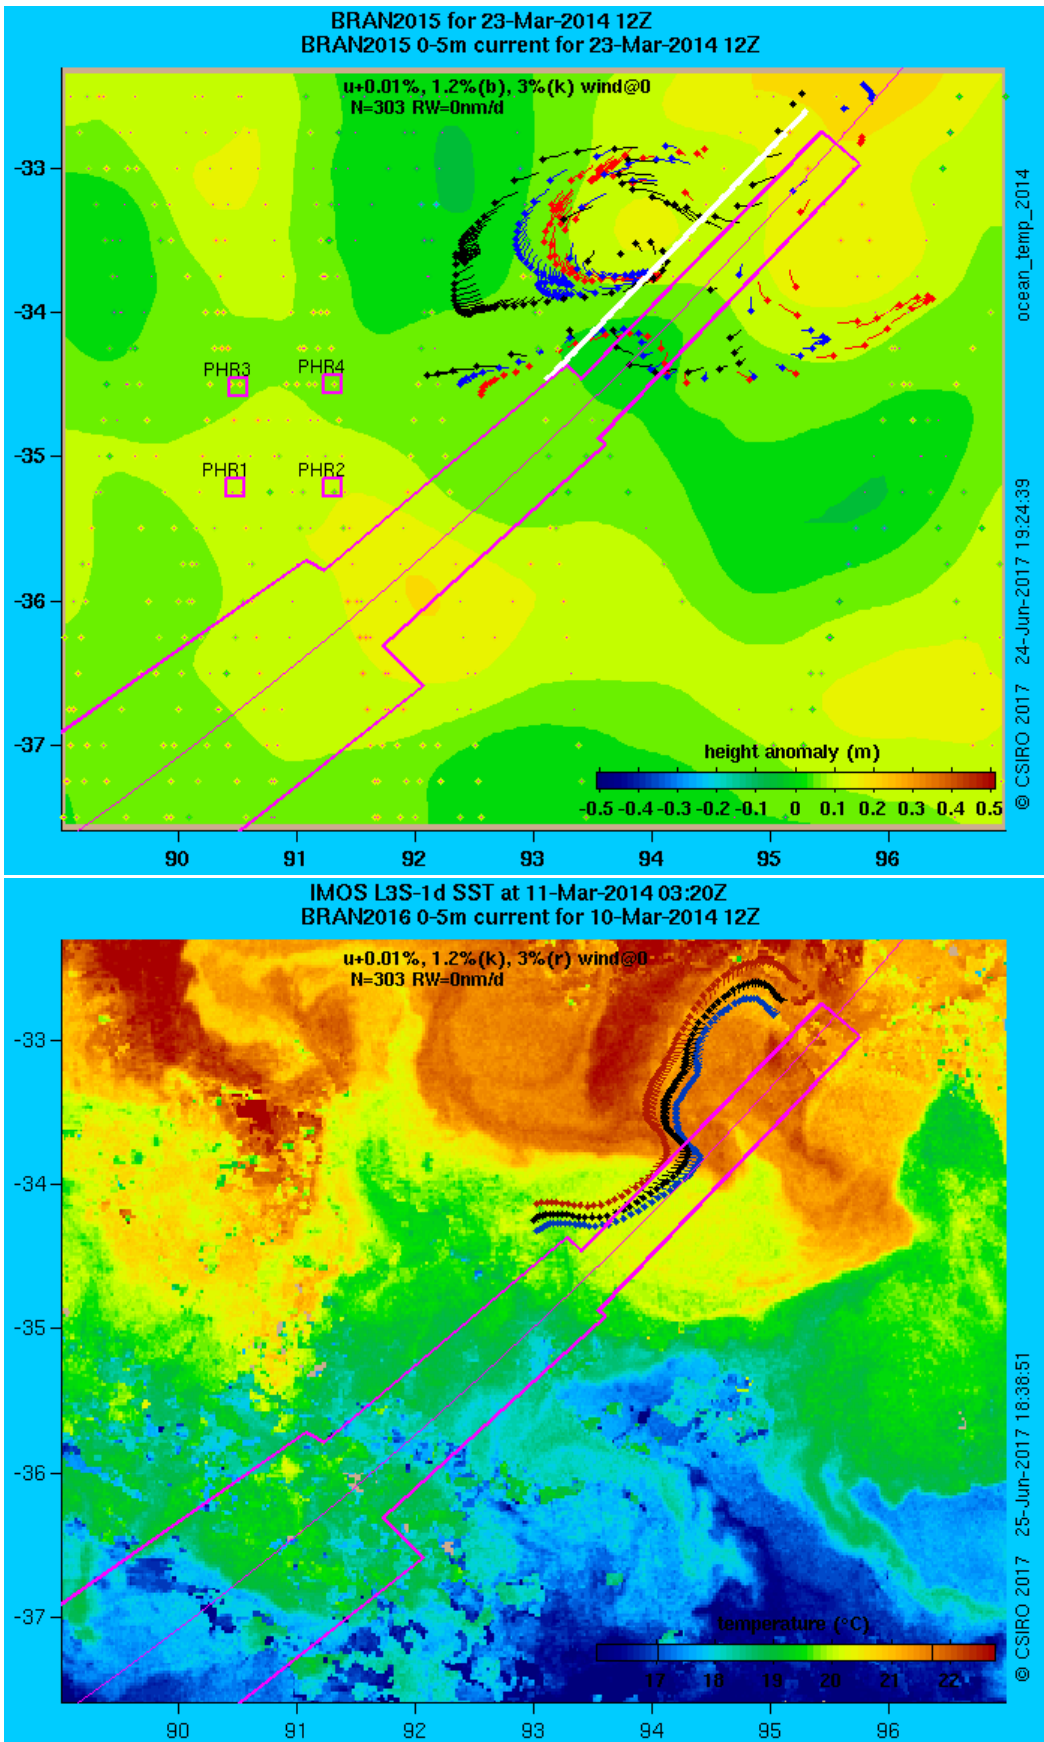 BRAN2015 for 23-Mar-2014 12Z
BRAN2015 0-5m current for 23-Mar-2014 12Z
u+0.01%, 1.2%(b), 3%(k) wind@0
N=303 RW=0nm/d
-33
-34
-35
-36
-37
PHR3
PHR4
PHR1
PHR2
height anomaly (m)
-0.5 -0.4 -0.3 -0.2 -0.1 0 0.1 0.2 0.3 0.4 0.5
90 91 92 93 94 95 96
ocean_temp_2014
© CSIRO 2017 24-Jun-2017 19:24:39
IMOS L3S-1d SST at 11-Mar-2014 03:20Z
BRAN2016 0-5m current for 10-Mar-2014 12Z
u+0.01%, 1.2%(k), 3%(r) wind@0
N=303 RW=0nm/d
-33
-34
-35
-36
-37
temperature (°C)
17 18 19 20 21 22
90 91 92 93 94 95 96
© CSIRO 2017 25-Jun-2017 18:38:51